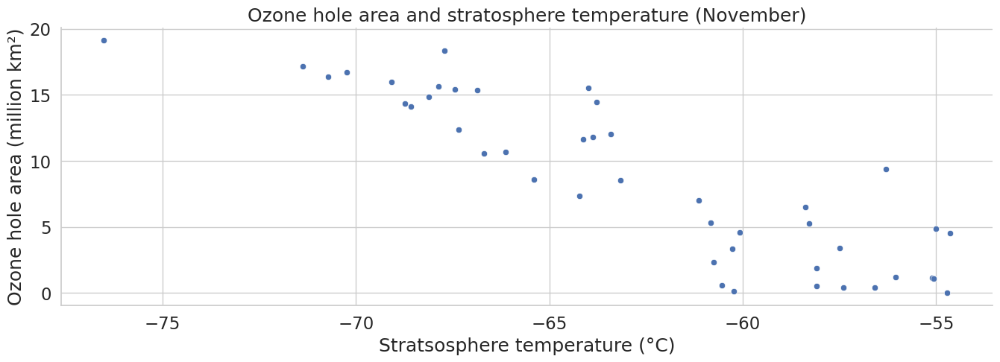 Ozone hole area and stratosphere temperature (November)
Ozone hole area (million km²)
20
15
10
5
0
−75 −70 −65 −60 −55
Stratsosphere temperature (°C)